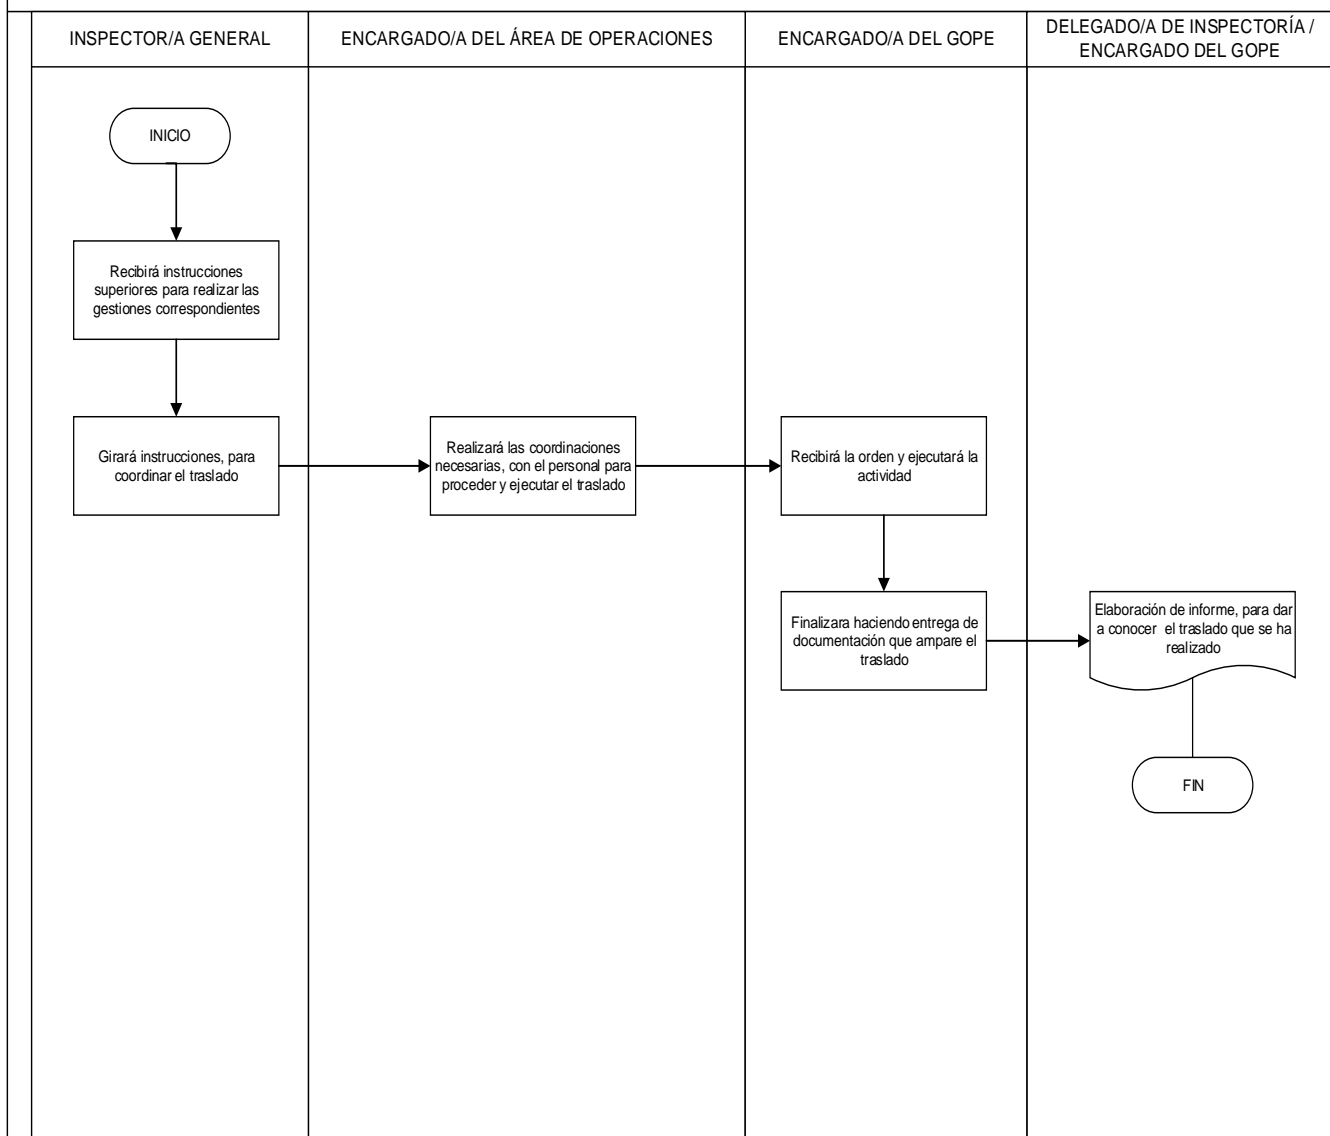 INSPECTOR/A GENERAL
ENCARGADO/A DEL ÁREA DE OPERACIONES
ENCARGADO/A DEL GOPE
DELEGADO/A DE INSPECTORÍA /
ENCARGADO DEL GOPE
INICIO
Recibirá instrucciones
superiores para realizar las
gestiones correspondientes
Girará instrucciones, para
coordinar el traslado
Realizará las coordinaciones
necesarias, con el personal para
proceder y ejecutar el traslado
Recibirá la orden y ejecutará la
actividad
Finalizara haciendo entrega de
documentación que ampare el
traslado
Elaboración de informe, para dar
a conocer el traslado que se ha
realizado
FIN